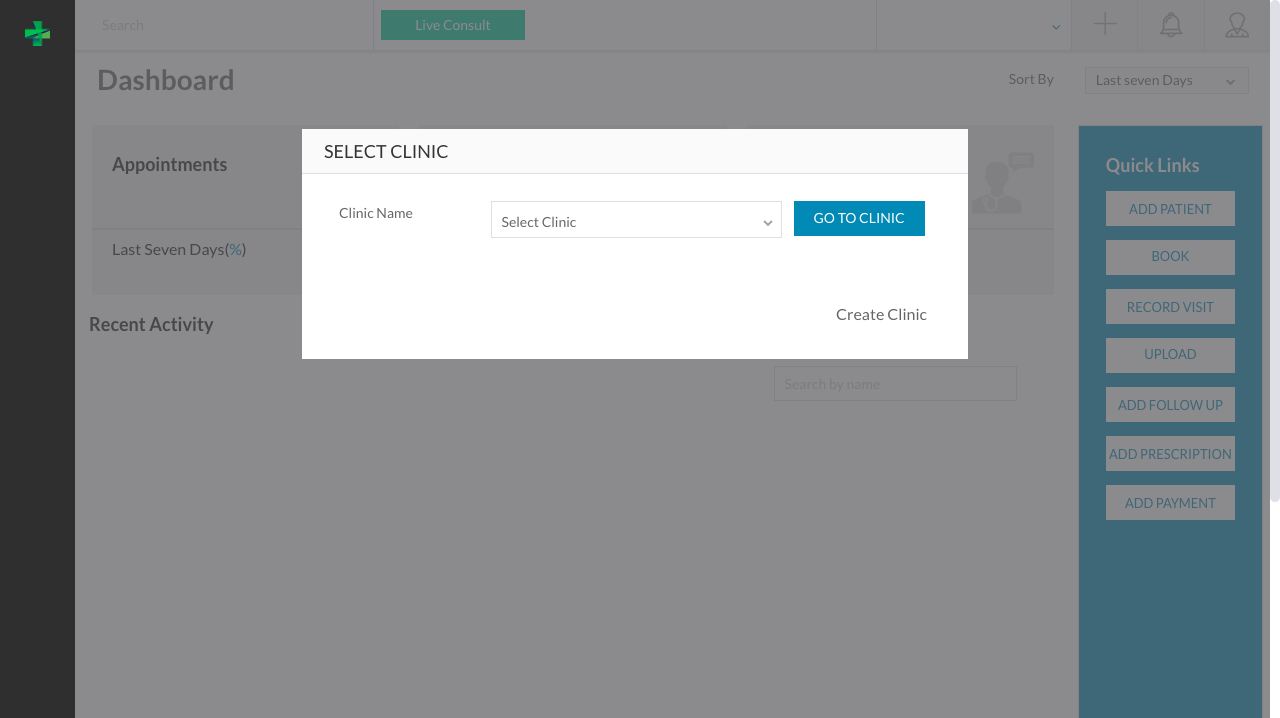 Search
Live Consult
Dashboard
Sort By
Last seven Days
SELECT CLINIC
Clinic Name
Select Clinic
GO TO CLINIC
Create Clinic
Appointments
Last Seven Days(%)
Recent Activity
Search by name
Quick Links
ADD PATIENT
BOOK
RECORD VISIT
UPLOAD
ADD FOLLOW UP
ADD PRESCRIPTION
ADD PAYMENT